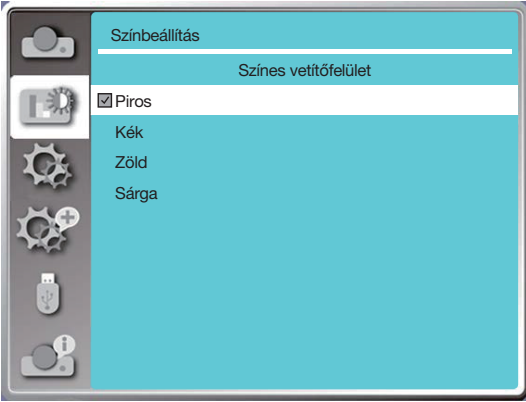 Színbeállítás
Színes vetítőfelület
Piros
Kék
Zöld
Sárga